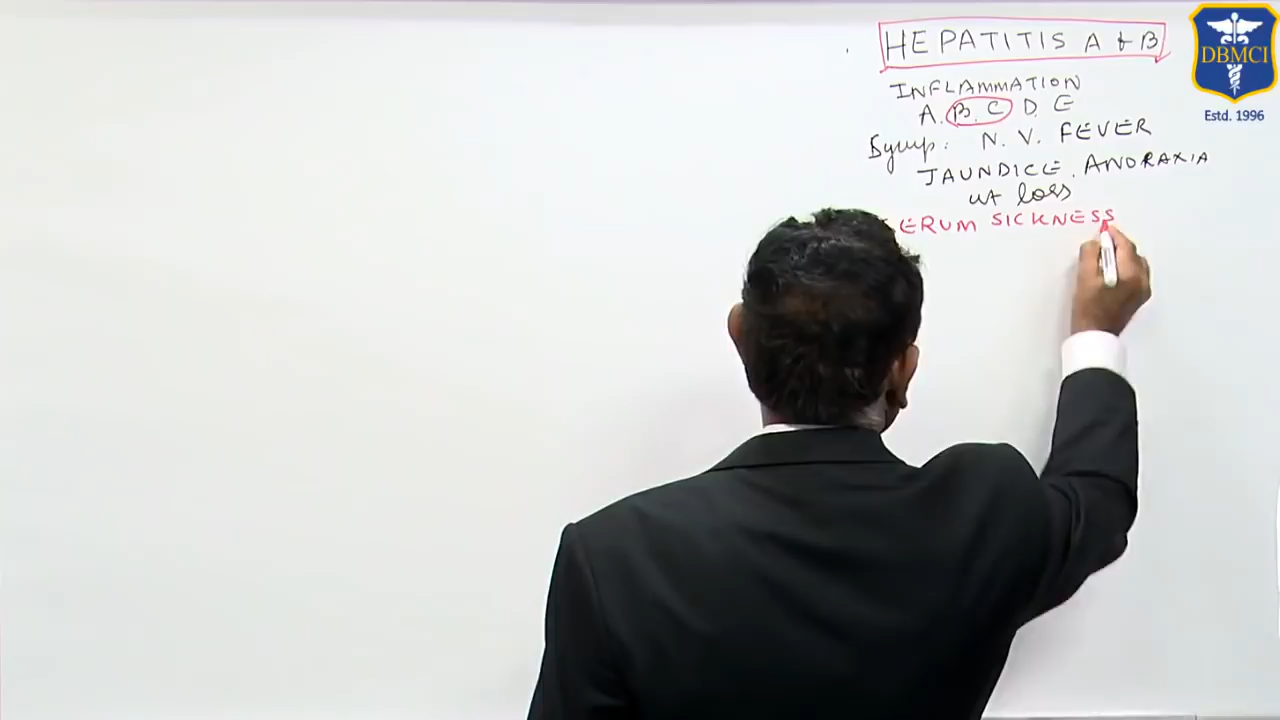 HEPATITIS A & B
INFLAMMATION
A. B. C D. E
Symp: N. V. FEVER
JAUNDICE. ANORAXIA
wt loss
ERUM SICKNESS
DBMCI
Estd. 1996